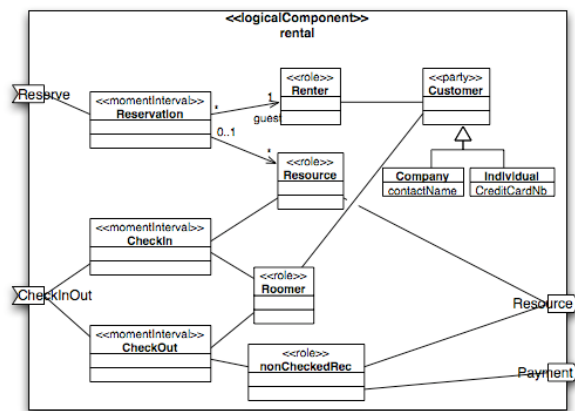 <<logicalComponent>>
rental
Reserve
<<momentInterval>>
Reservation
*
1
guest
0..1
*
<<role>>
Renter
<<party>>
Customer
<<role>>
Resource
Company
contactName
Individual
CreditCardNb
<<momentInterval>>
CheckIn
<<role>>
Roomer
CheckInOut
Resource
<<momentInterval>>
CheckOut
<<role>>
nonCheckedRec
Payment